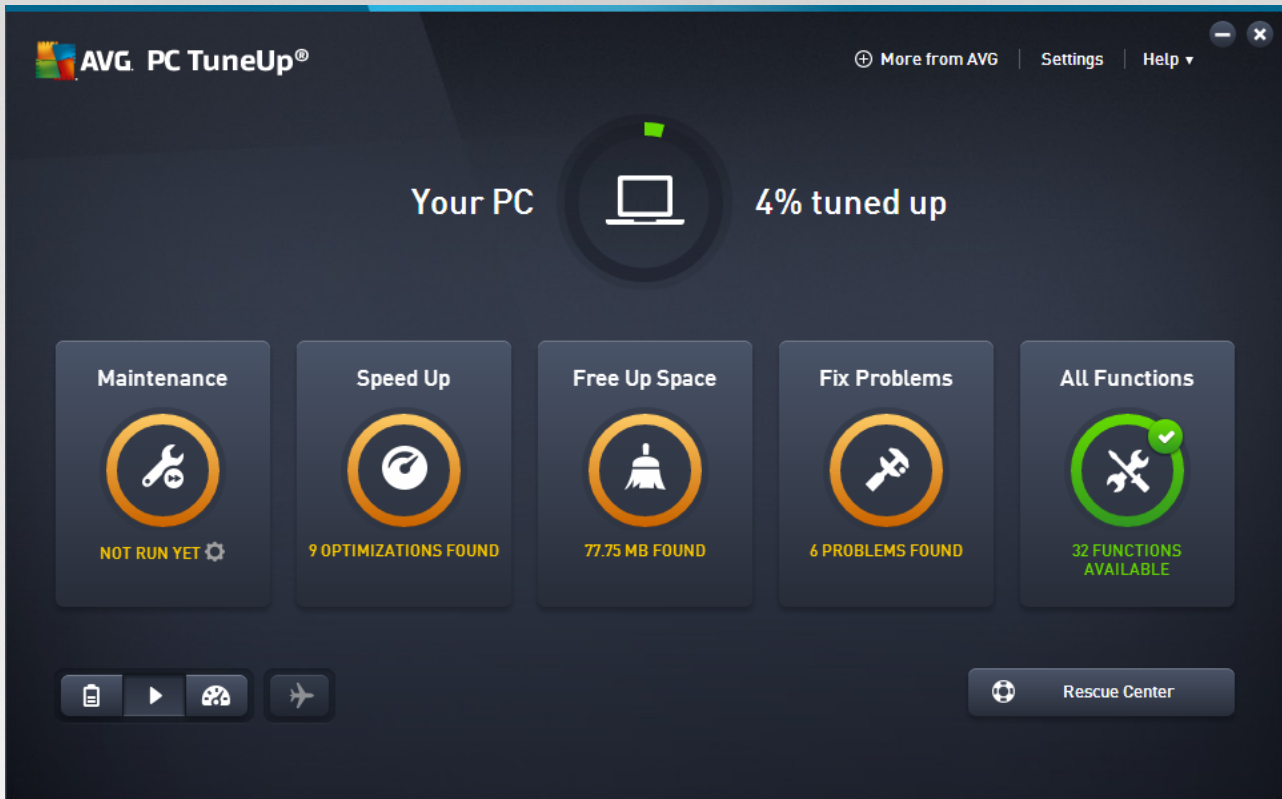 AVG. PC TuneUp®
More from AVG
Settings
Help
Your PC
4% tuned up
Maintenance
NOT RUN YET
Speed Up
9 OPTIMIZATIONS FOUND
Free Up Space
77.75 MB FOUND
Fix Problems
6 PROBLEMS FOUND
All Functions
32 FUNCTIONS
AVAILABLE
Rescue Center